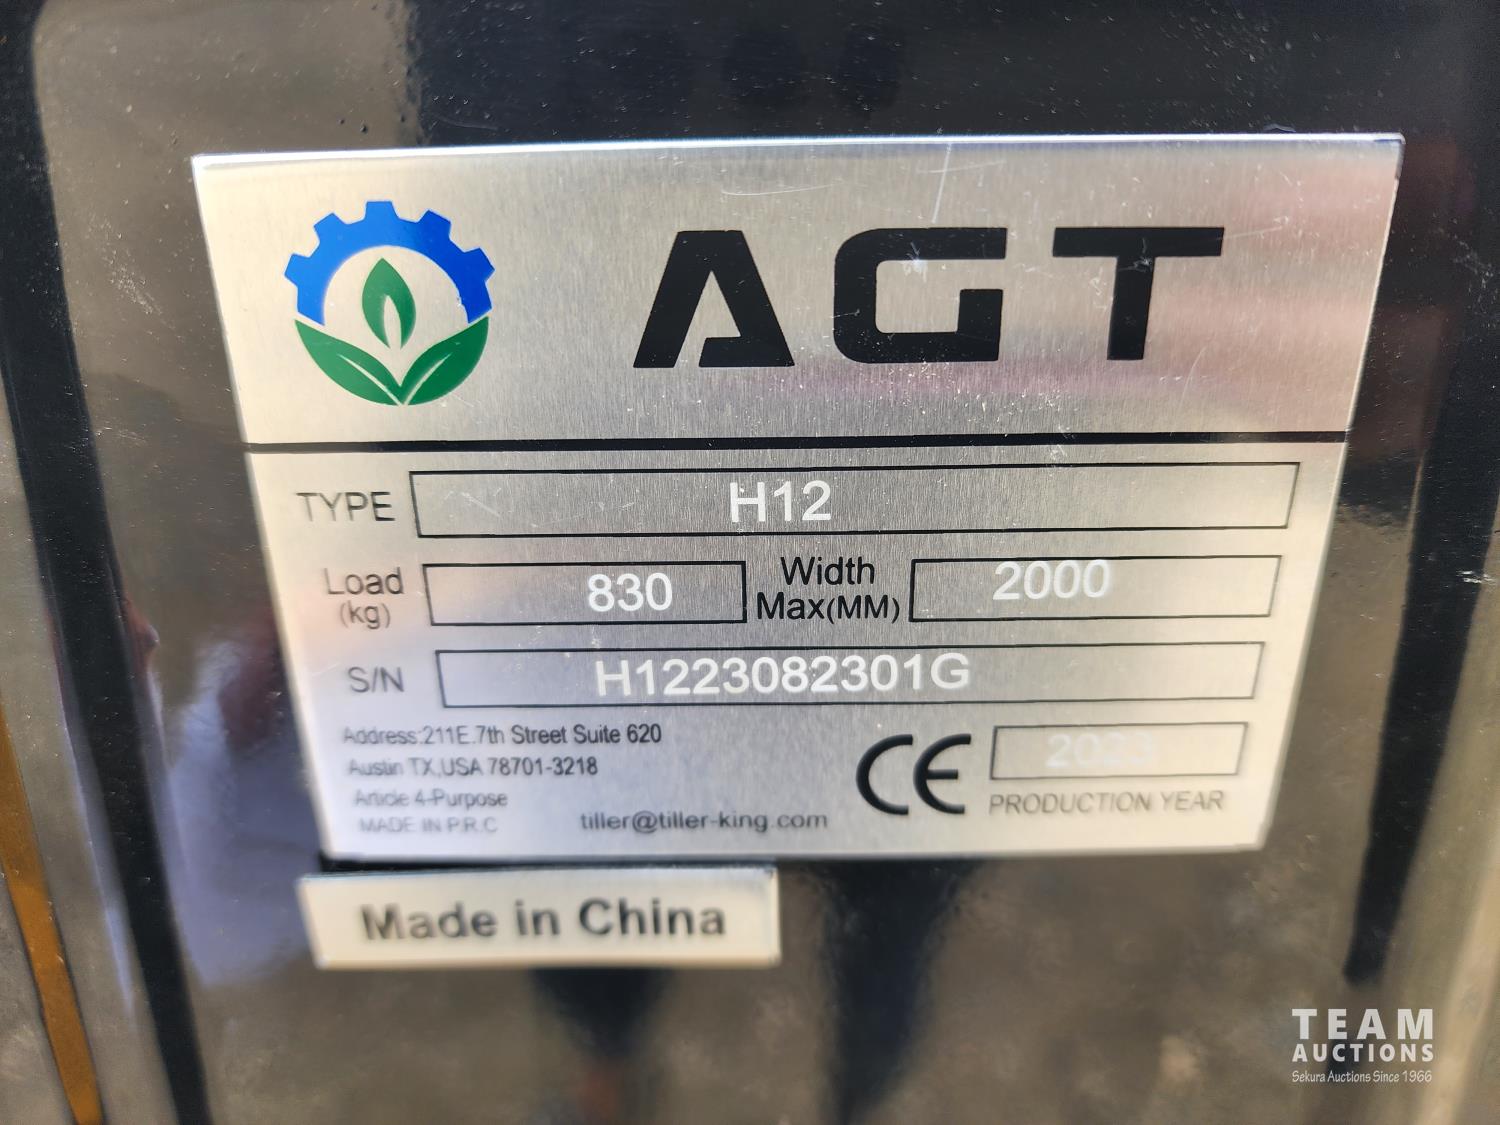 AGT
TYPE H12
Load (kg) 830 Width Max(MM) 2000
S/N H1223082301G
Address:211E.7th Street Suite 620
Austin TX,USA 78701-3218
Article 4-Purpose
MADE IN P.R.C
tiller@tiller-king.com
CE
2023
PRODUCTION YEAR
Made in China
TEAM
AUCTIONS
Sekura Auctions Since 1966